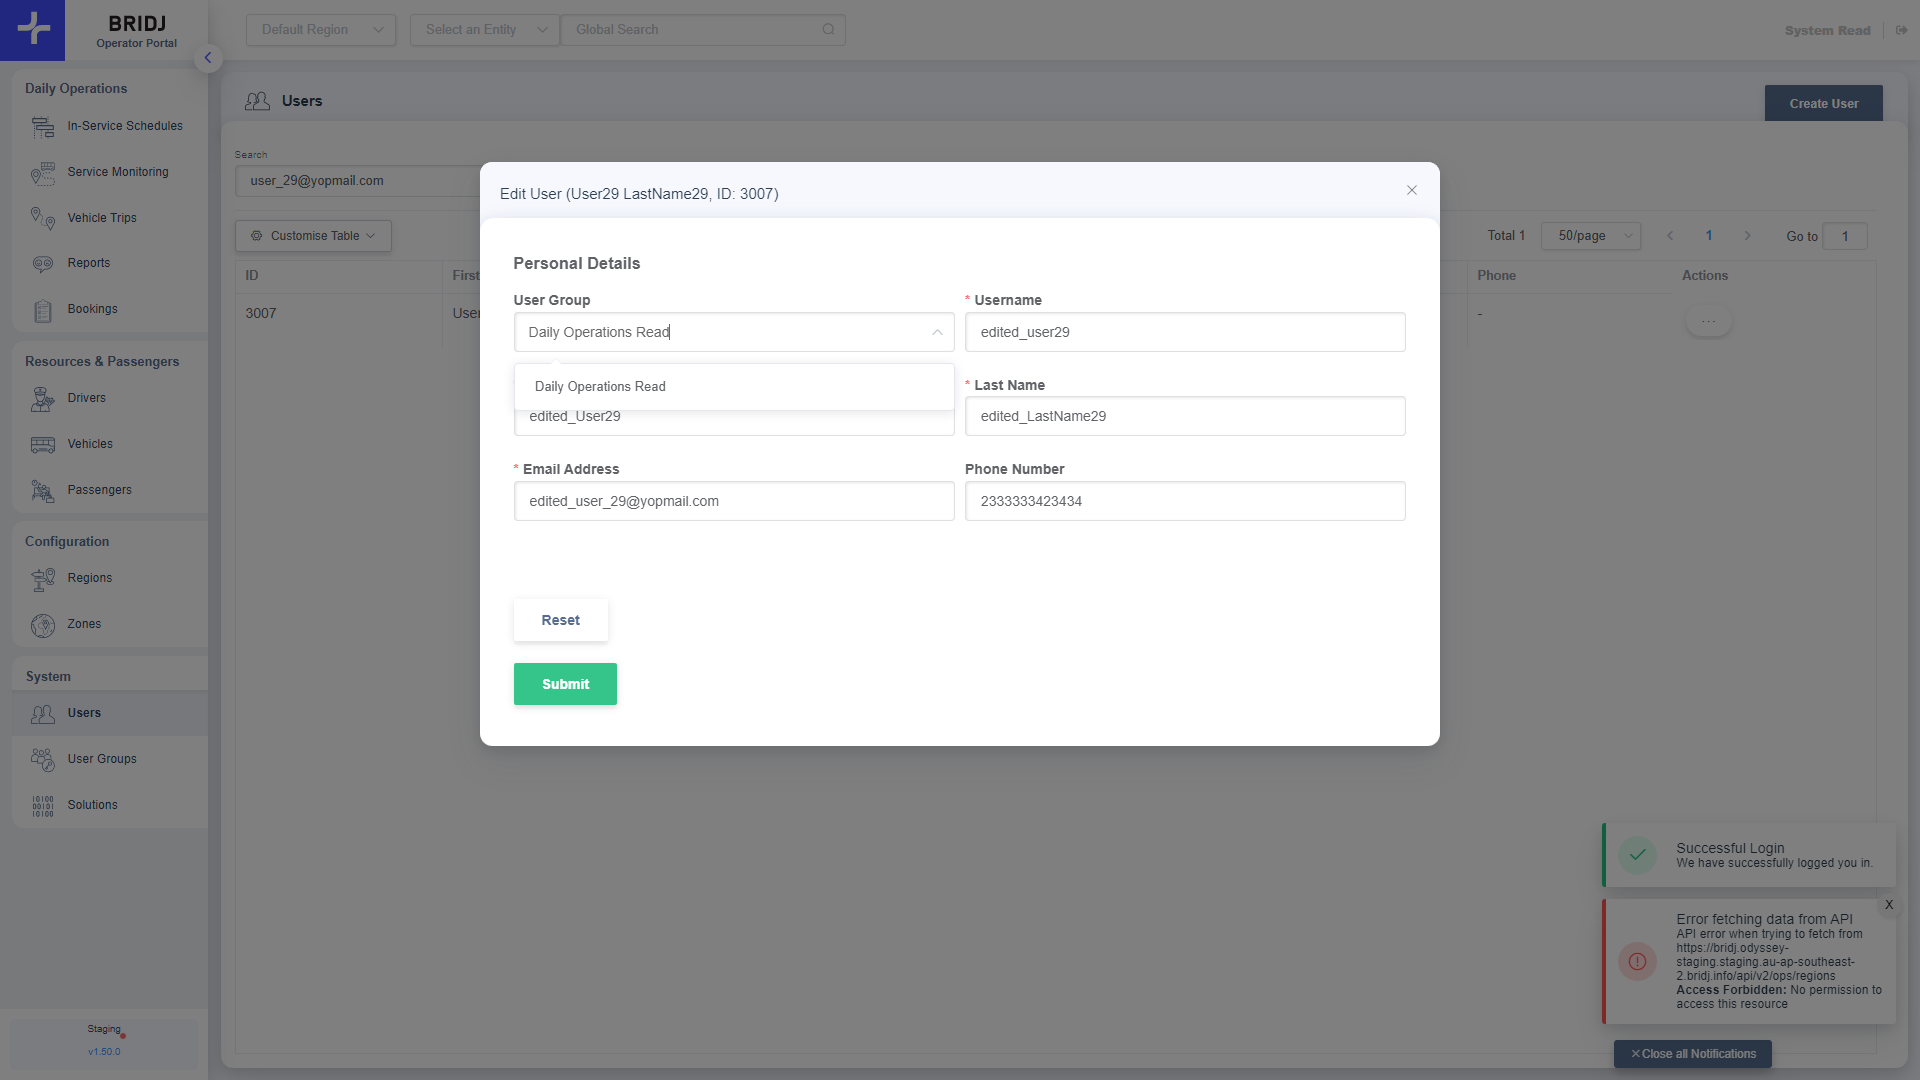 BRIDJ
Operator Portal
Default Region
Select an Entity
Global Search
System Read
Daily Operations
In-Service Schedules
Service Monitoring
Vehicle Trips
Reports
Bookings
Resources & Passengers
Drivers
Vehicles
Passengers
Configuration
Regions
Zones
System
Users
User Groups
Solutions
Staging
v1.50.0
Users
Create User
Search
user_29@yopmail.com
Customise Table
Total 1
50/page
1
Go to
1
ID
First
Phone
Actions
3007
User
-
...
Edit User (User29 LastName29, ID: 3007)
Personal Details
User Group
* Username
Daily Operations Read
edited_user29
Daily Operations Read
* Last Name
edited_User29
edited_LastName29
* Email Address
Phone Number
edited_user_29@yopmail.com
2333333423434
Reset
Submit
Successful Login
We have successfully logged you in.
X
Error fetching data from API
API error when trying to fetch from
https://bridj.odyssey-
staging.staging.au-ap-southeast-
2.bridj.info/api/v2/ops/regions
Access Forbidden: No permission to
access this resource
Close all Notifications